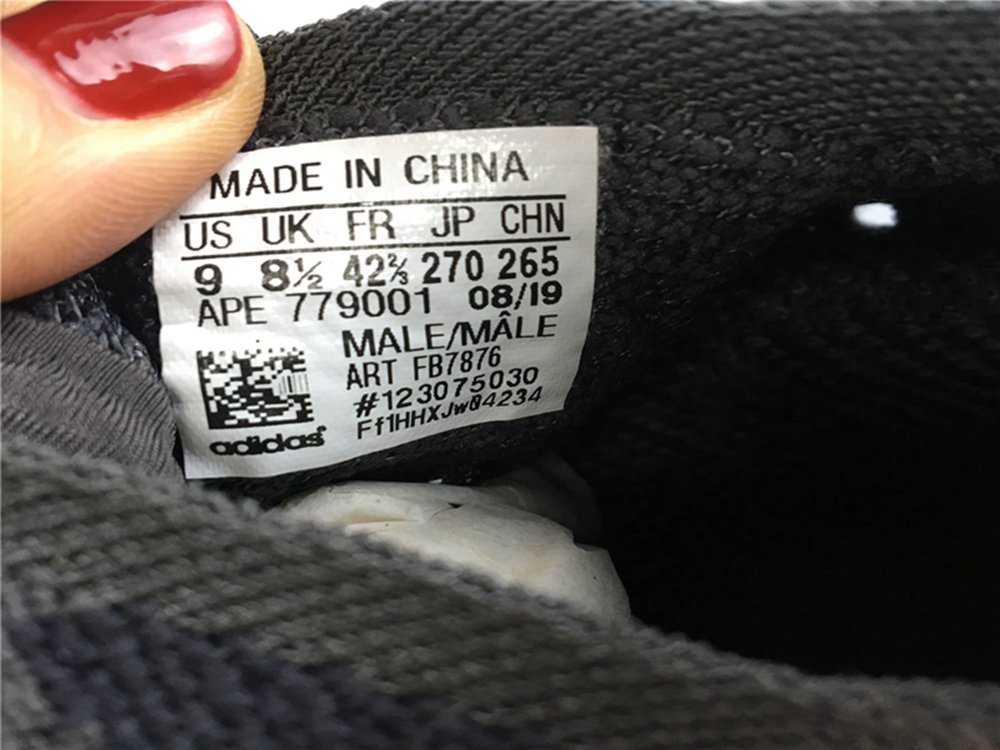 MADE IN CHINA
US UK FR JP CHN
9 8½ 42⅔ 270 265
APE 779001 08/19
MALE/MÂLE
ART FB7876
#123075030
Ff1HHXJwQ4234
adidas